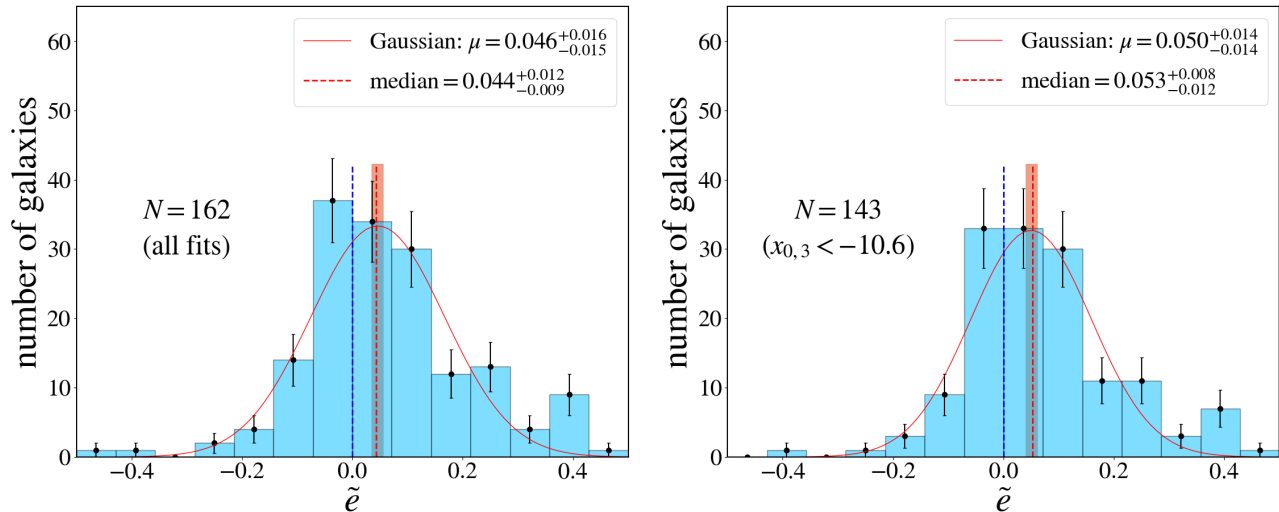 Gaussian: μ = 0.046^{+0.016}_{-0.015}
median = 0.044^{+0.012}_{-0.009}
N = 162
(all fits)
number of galaxies
60
50
40
30
20
10
0
−0.4 −0.2 0.0 0.2 0.4
ẽ
Gaussian: μ = 0.050^{+0.014}_{-0.014}
median = 0.053^{+0.008}_{-0.012}
N = 143
(x_{0, 3} < −10.6)
number of galaxies
60
50
40
30
20
10
0
−0.4 −0.2 0.0 0.2 0.4
ẽ